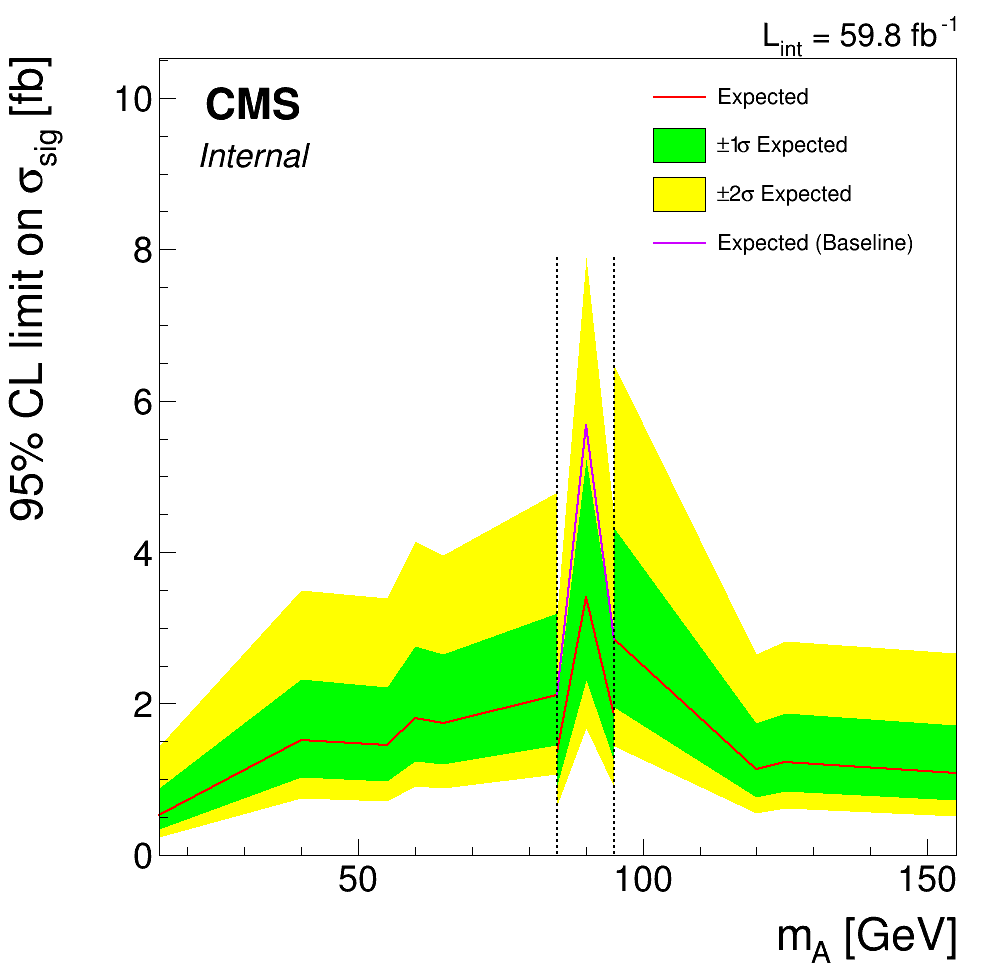 L_int = 59.8 fb^-1
95% CL limit on σ_sig [fb]
CMS
Internal
Expected
±1σ Expected
±2σ Expected
Expected (Baseline)
10
8
6
4
2
0
50
100
150
m_A [GeV]